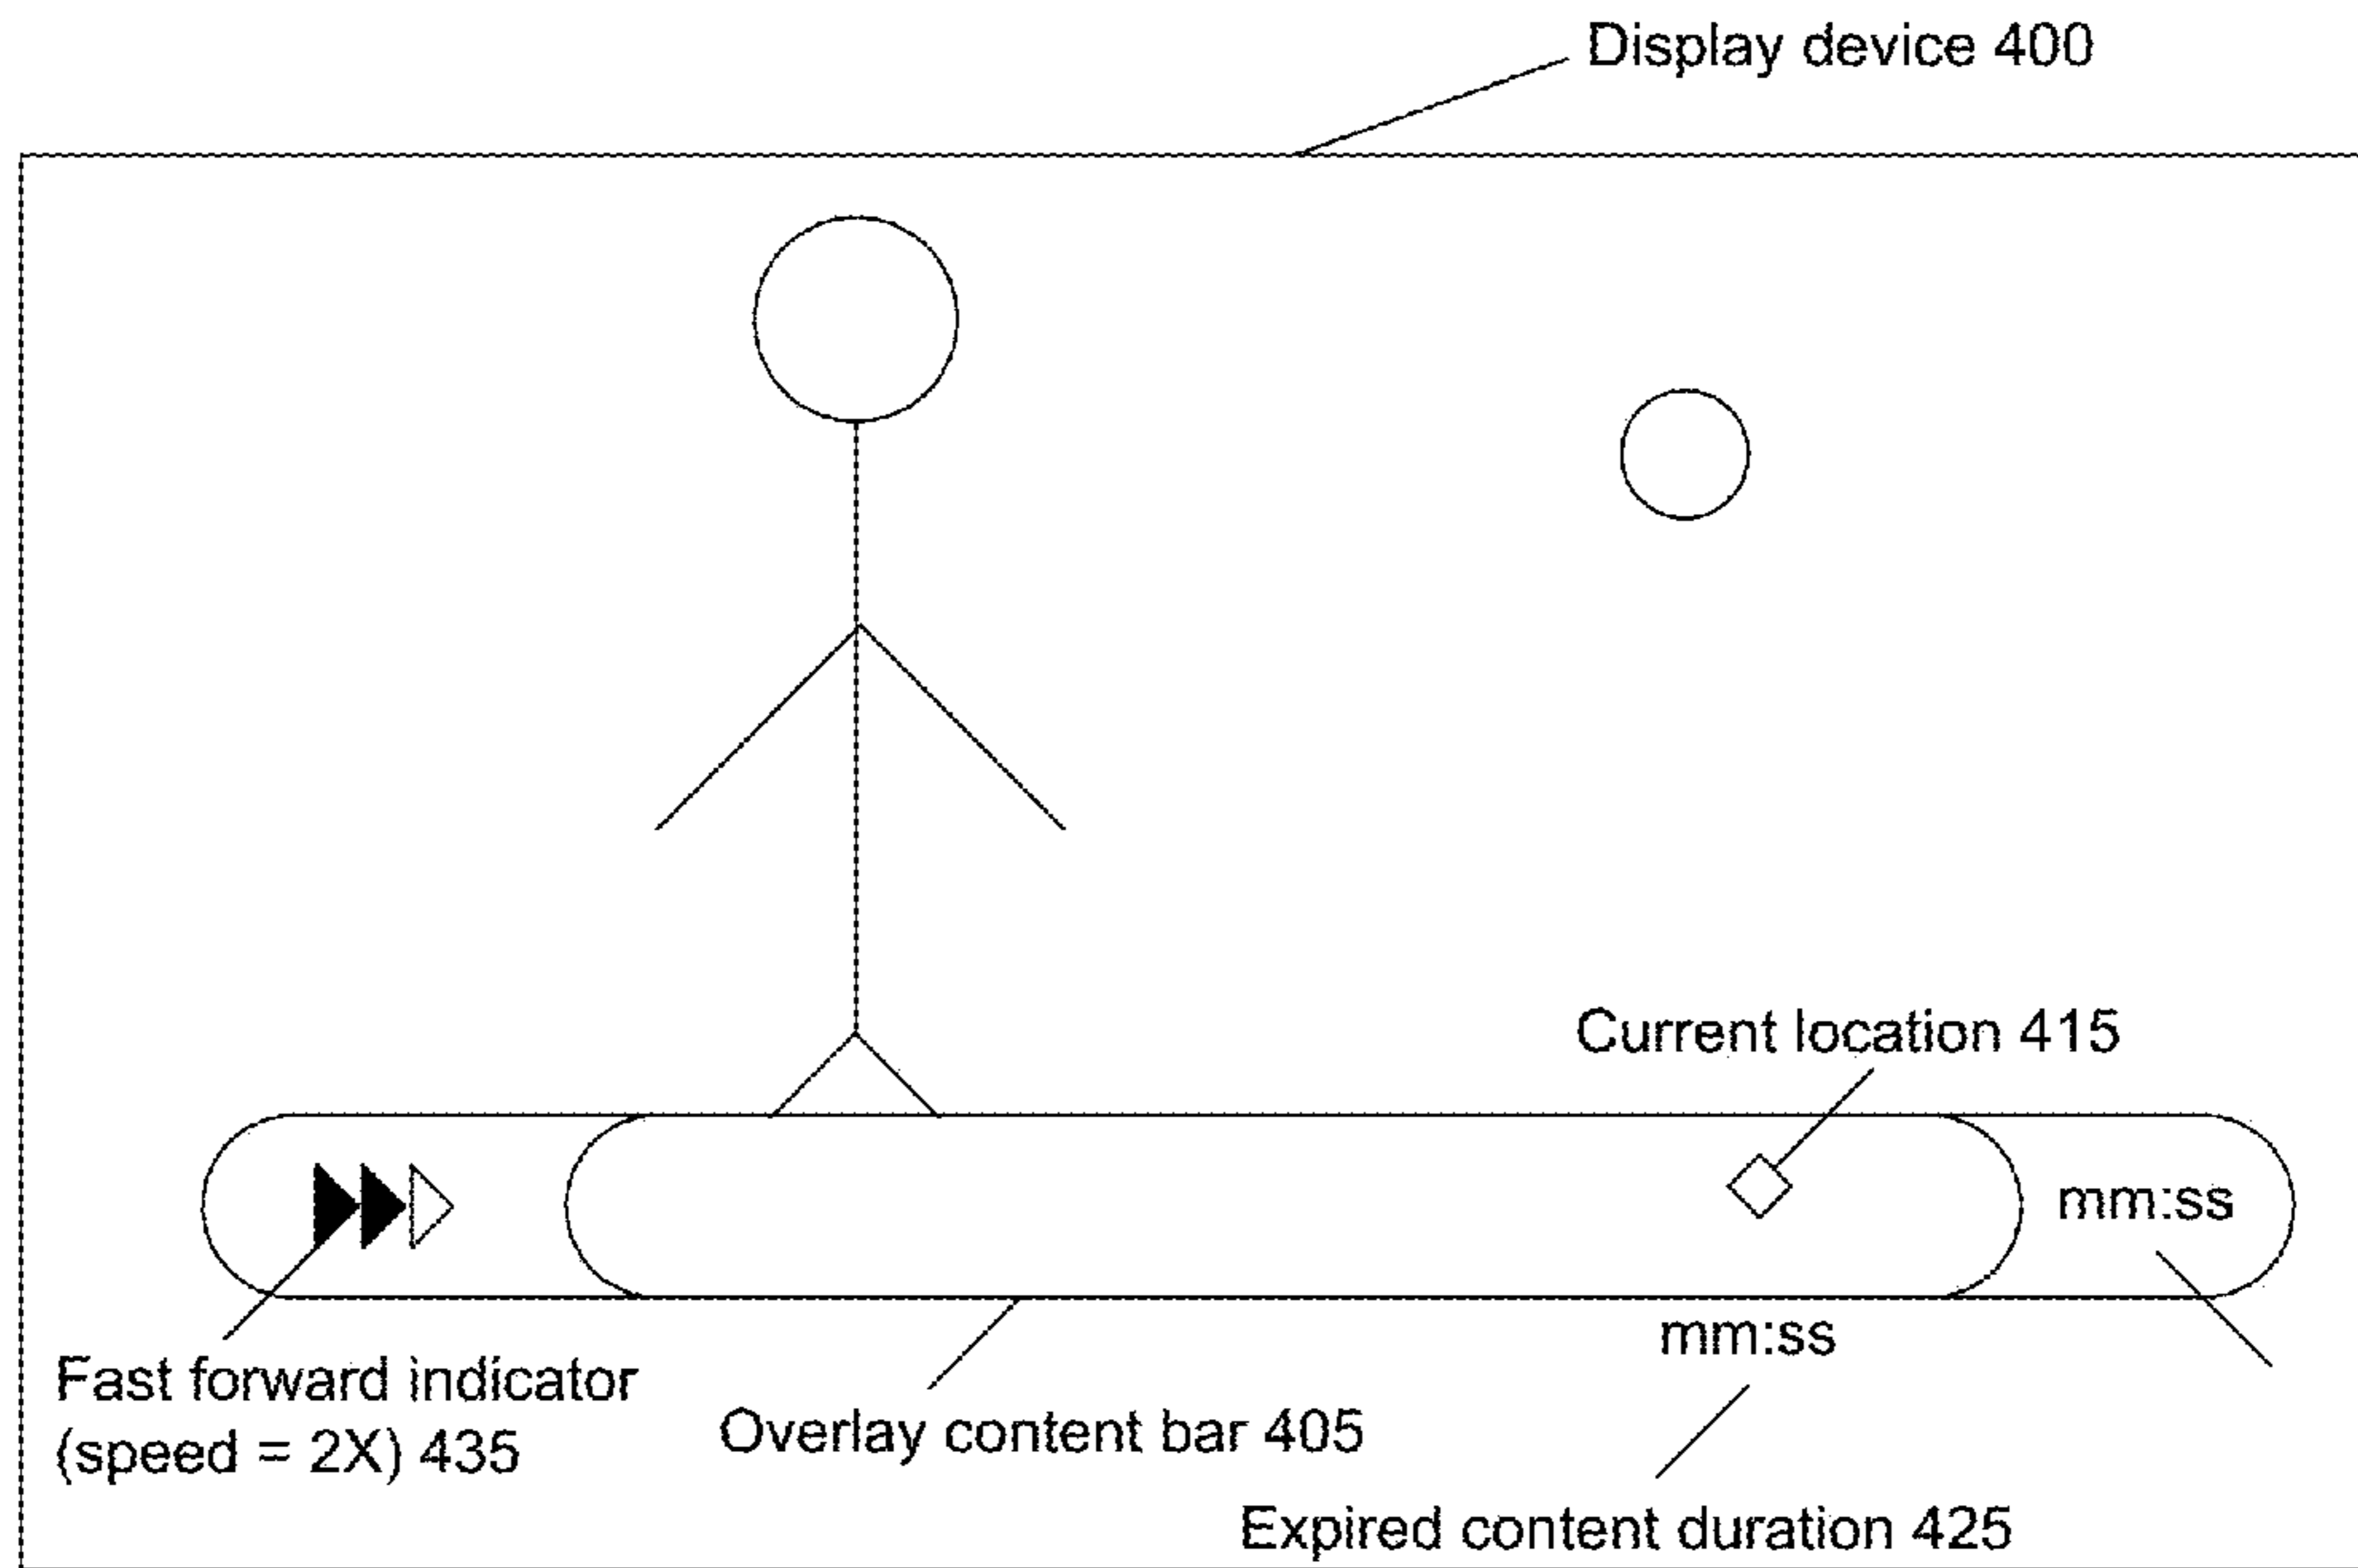 Display device 400
Current location 415
mm:ss
mm:ss
Fast forward indicator
(speed = 2X) 435
Overlay content bar 405
Expired content duration 425